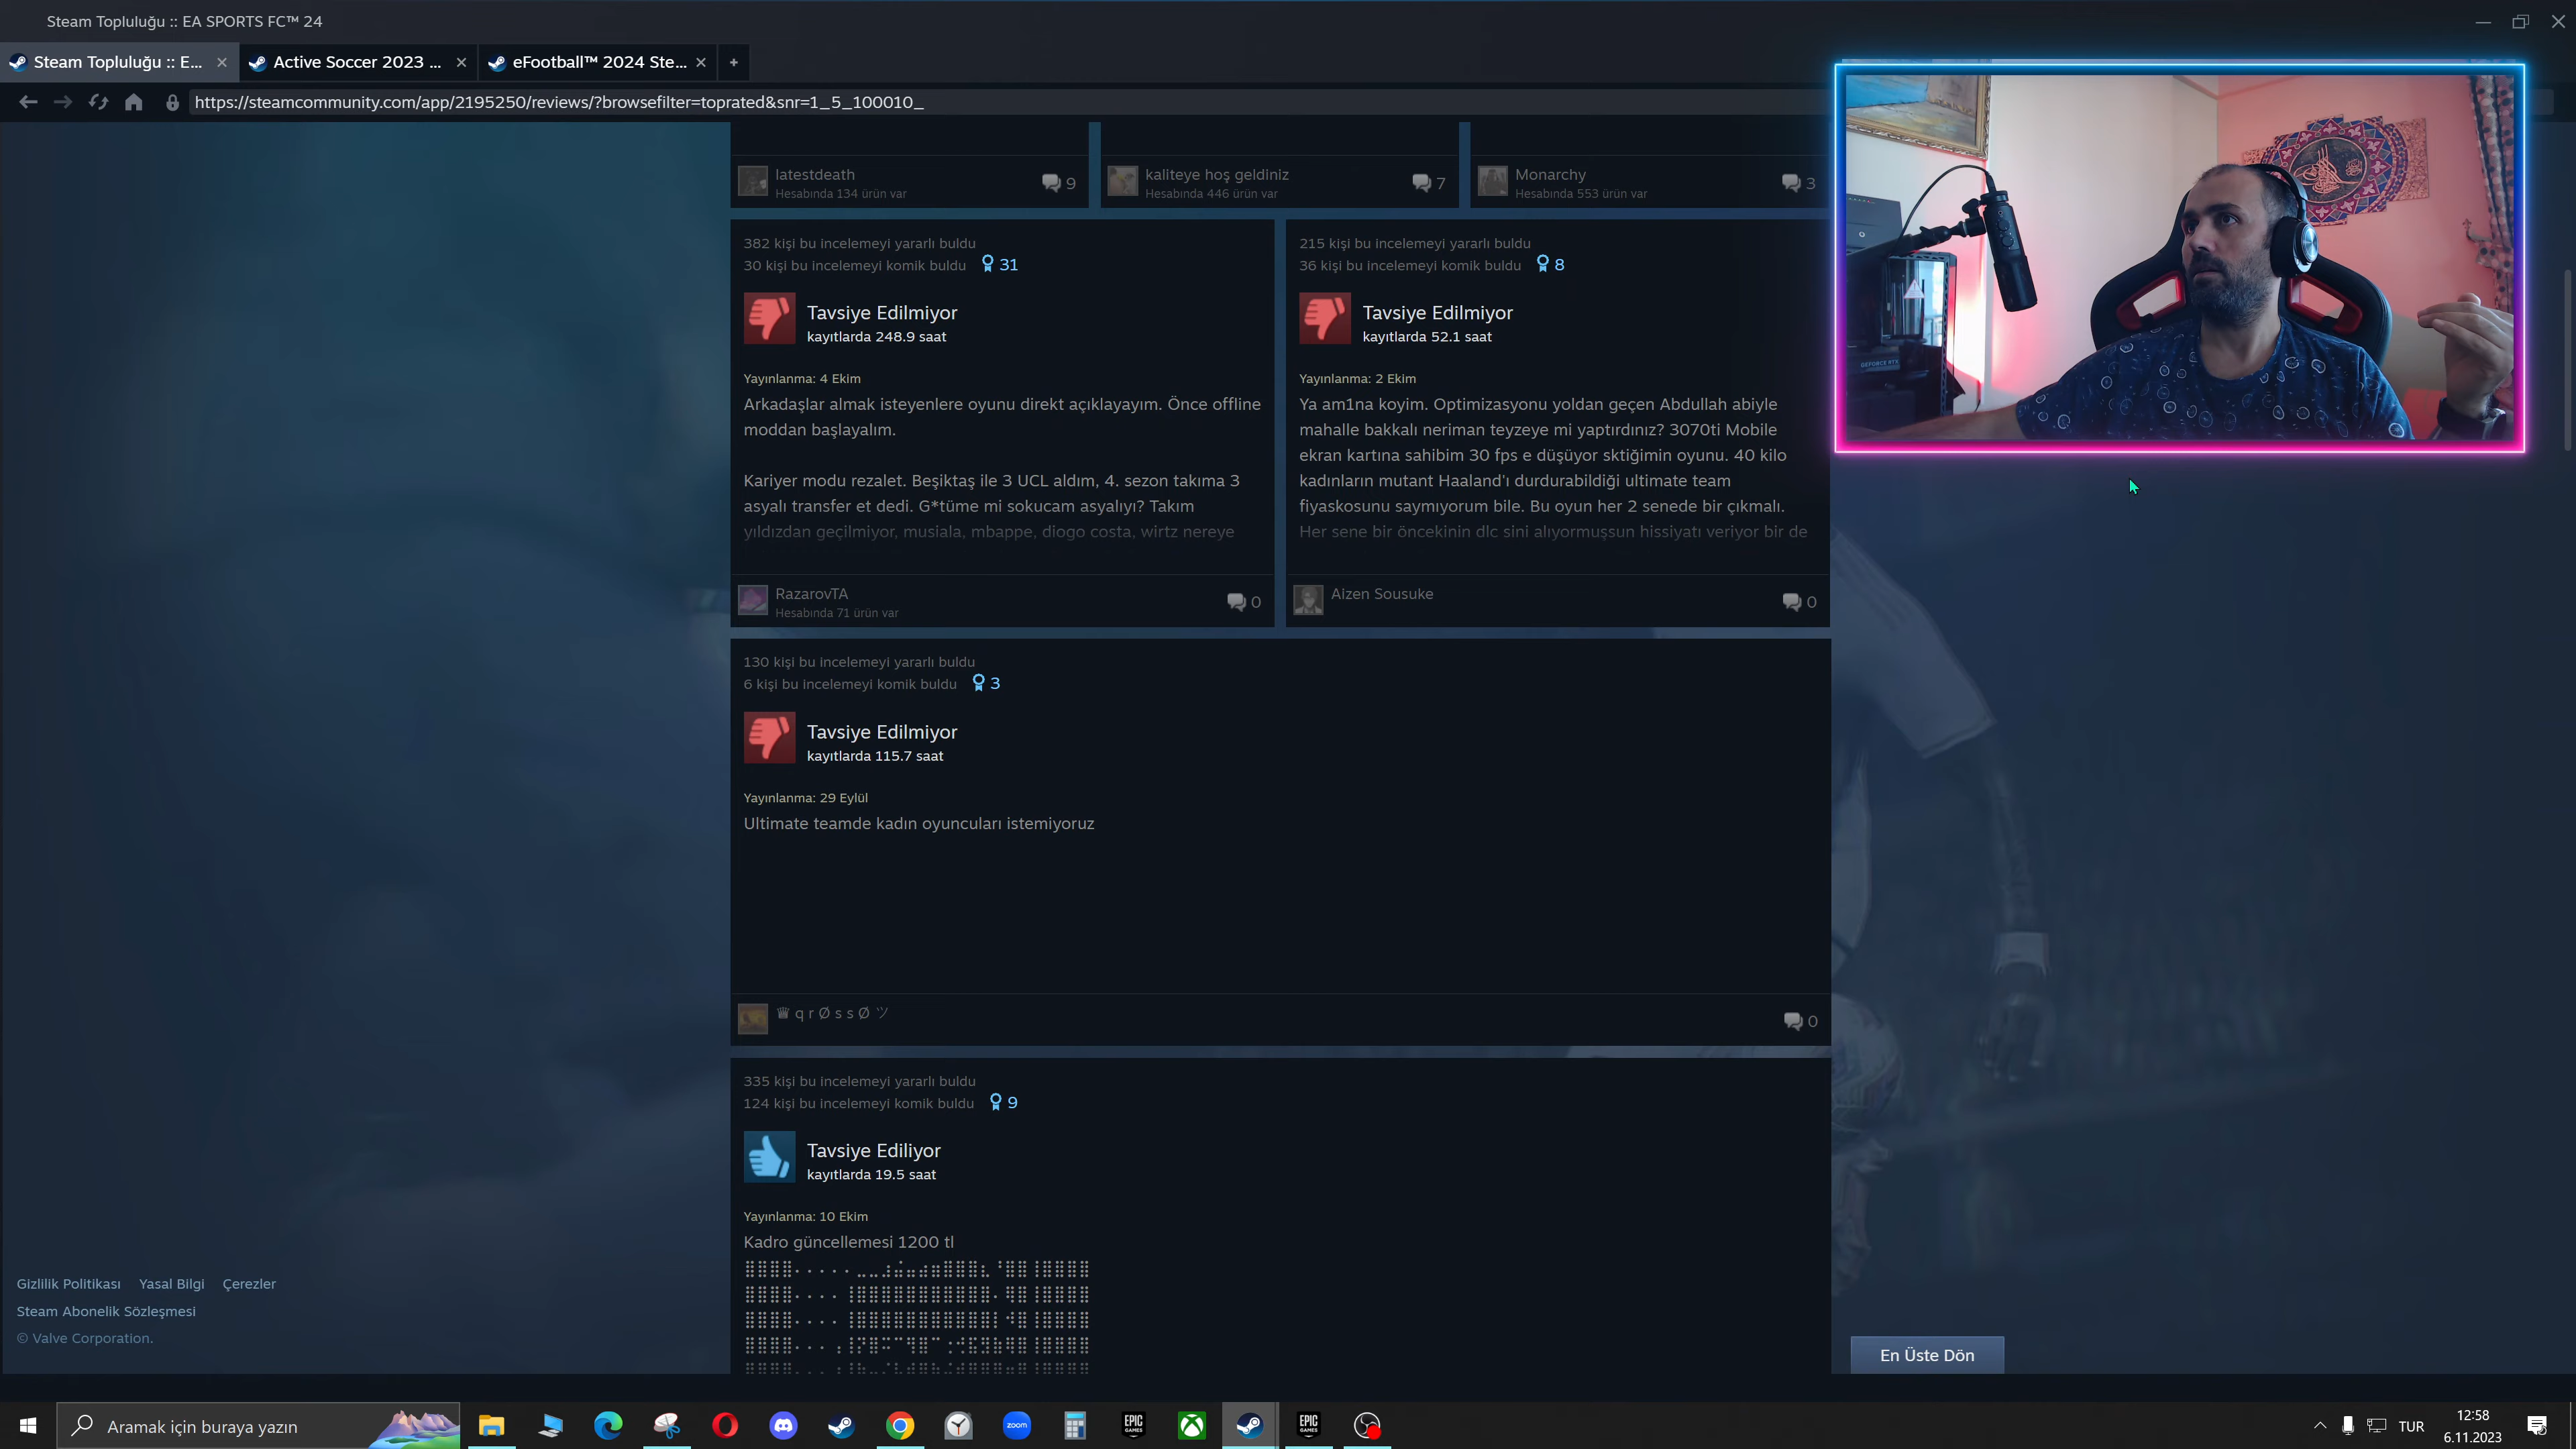 Steam Topluluğu :: EA SPORTS FC™ 24
Steam Topluluğu :: E...
Active Soccer 2023 ...
eFootball™ 2024 Ste...
https://steamcommunity.com/app/2195250/reviews/?browsefilter=toprated&snr=1_5_100010_
latestdeath
Hesabında 134 ürün var
9
kaliteye hoş geldiniz
Hesabında 446 ürün var
7
Monarchy
Hesabında 553 ürün var
3
382 kişi bu incelemeyi yararlı buldu
30 kişi bu incelemeyi komik buldu 31
Tavsiye Edilmiyor
kayıtlarda 248.9 saat
Yayınlanma: 4 Ekim
Arkadaşlar almak isteyenlere oyunu direkt açıklayayım. Önce offline
moddan başlayalım.
Kariyer modu rezalet. Beşiktaş ile 3 UCL aldım, 4. sezon takıma 3
asyalı transfer et dedi. G*tüme mi sokucam asyalıyı? Takım
yıldızdan geçilmiyor, musiala, mbappe, diogo costa, wirtz nereye
RazarovTA
Hesabında 71 ürün var
0
215 kişi bu incelemeyi yararlı buldu
36 kişi bu incelemeyi komik buldu 8
Tavsiye Edilmiyor
kayıtlarda 52.1 saat
Yayınlanma: 2 Ekim
Ya am1na koyim. Optimizasyonu yoldan geçen Abdullah abiyle
mahalle bakkalı neriman teyzeye mi yaptırdınız? 3070ti Mobile
ekran kartına sahibim 30 fps e düşüyor sktiğimin oyunu. 40 kilo
kadınların mutant Haaland'ı durdurabildiği ultimate team
fiyaskosunu saymıyorum bile. Bu oyun her 2 senede bir çıkmalı.
Her sene bir öncekinin dlc sini alıyormuşsun hissiyatı veriyor bir de
Aizen Sousuke
0
130 kişi bu incelemeyi yararlı buldu
6 kişi bu incelemeyi komik buldu 3
Tavsiye Edilmiyor
kayıtlarda 115.7 saat
Yayınlanma: 29 Eylül
Ultimate teamde kadın oyuncuları istemiyoruz
♕ q r Ø s s Ø ツ
0
335 kişi bu incelemeyi yararlı buldu
124 kişi bu incelemeyi komik buldu 9
Tavsiye Ediliyor
kayıtlarda 19.5 saat
Yayınlanma: 10 Ekim
Kadro güncellemesi 1200 tl
Gizlilik Politikası Yasal Bilgi Çerezler
Steam Abonelik Sözleşmesi
© Valve Corporation.
En Üste Dön
GEFORCE RTX
Aramak için buraya yazın
zoom
EPIC GAMES
EPIC GAMES
TUR
12:58
6.11.2023